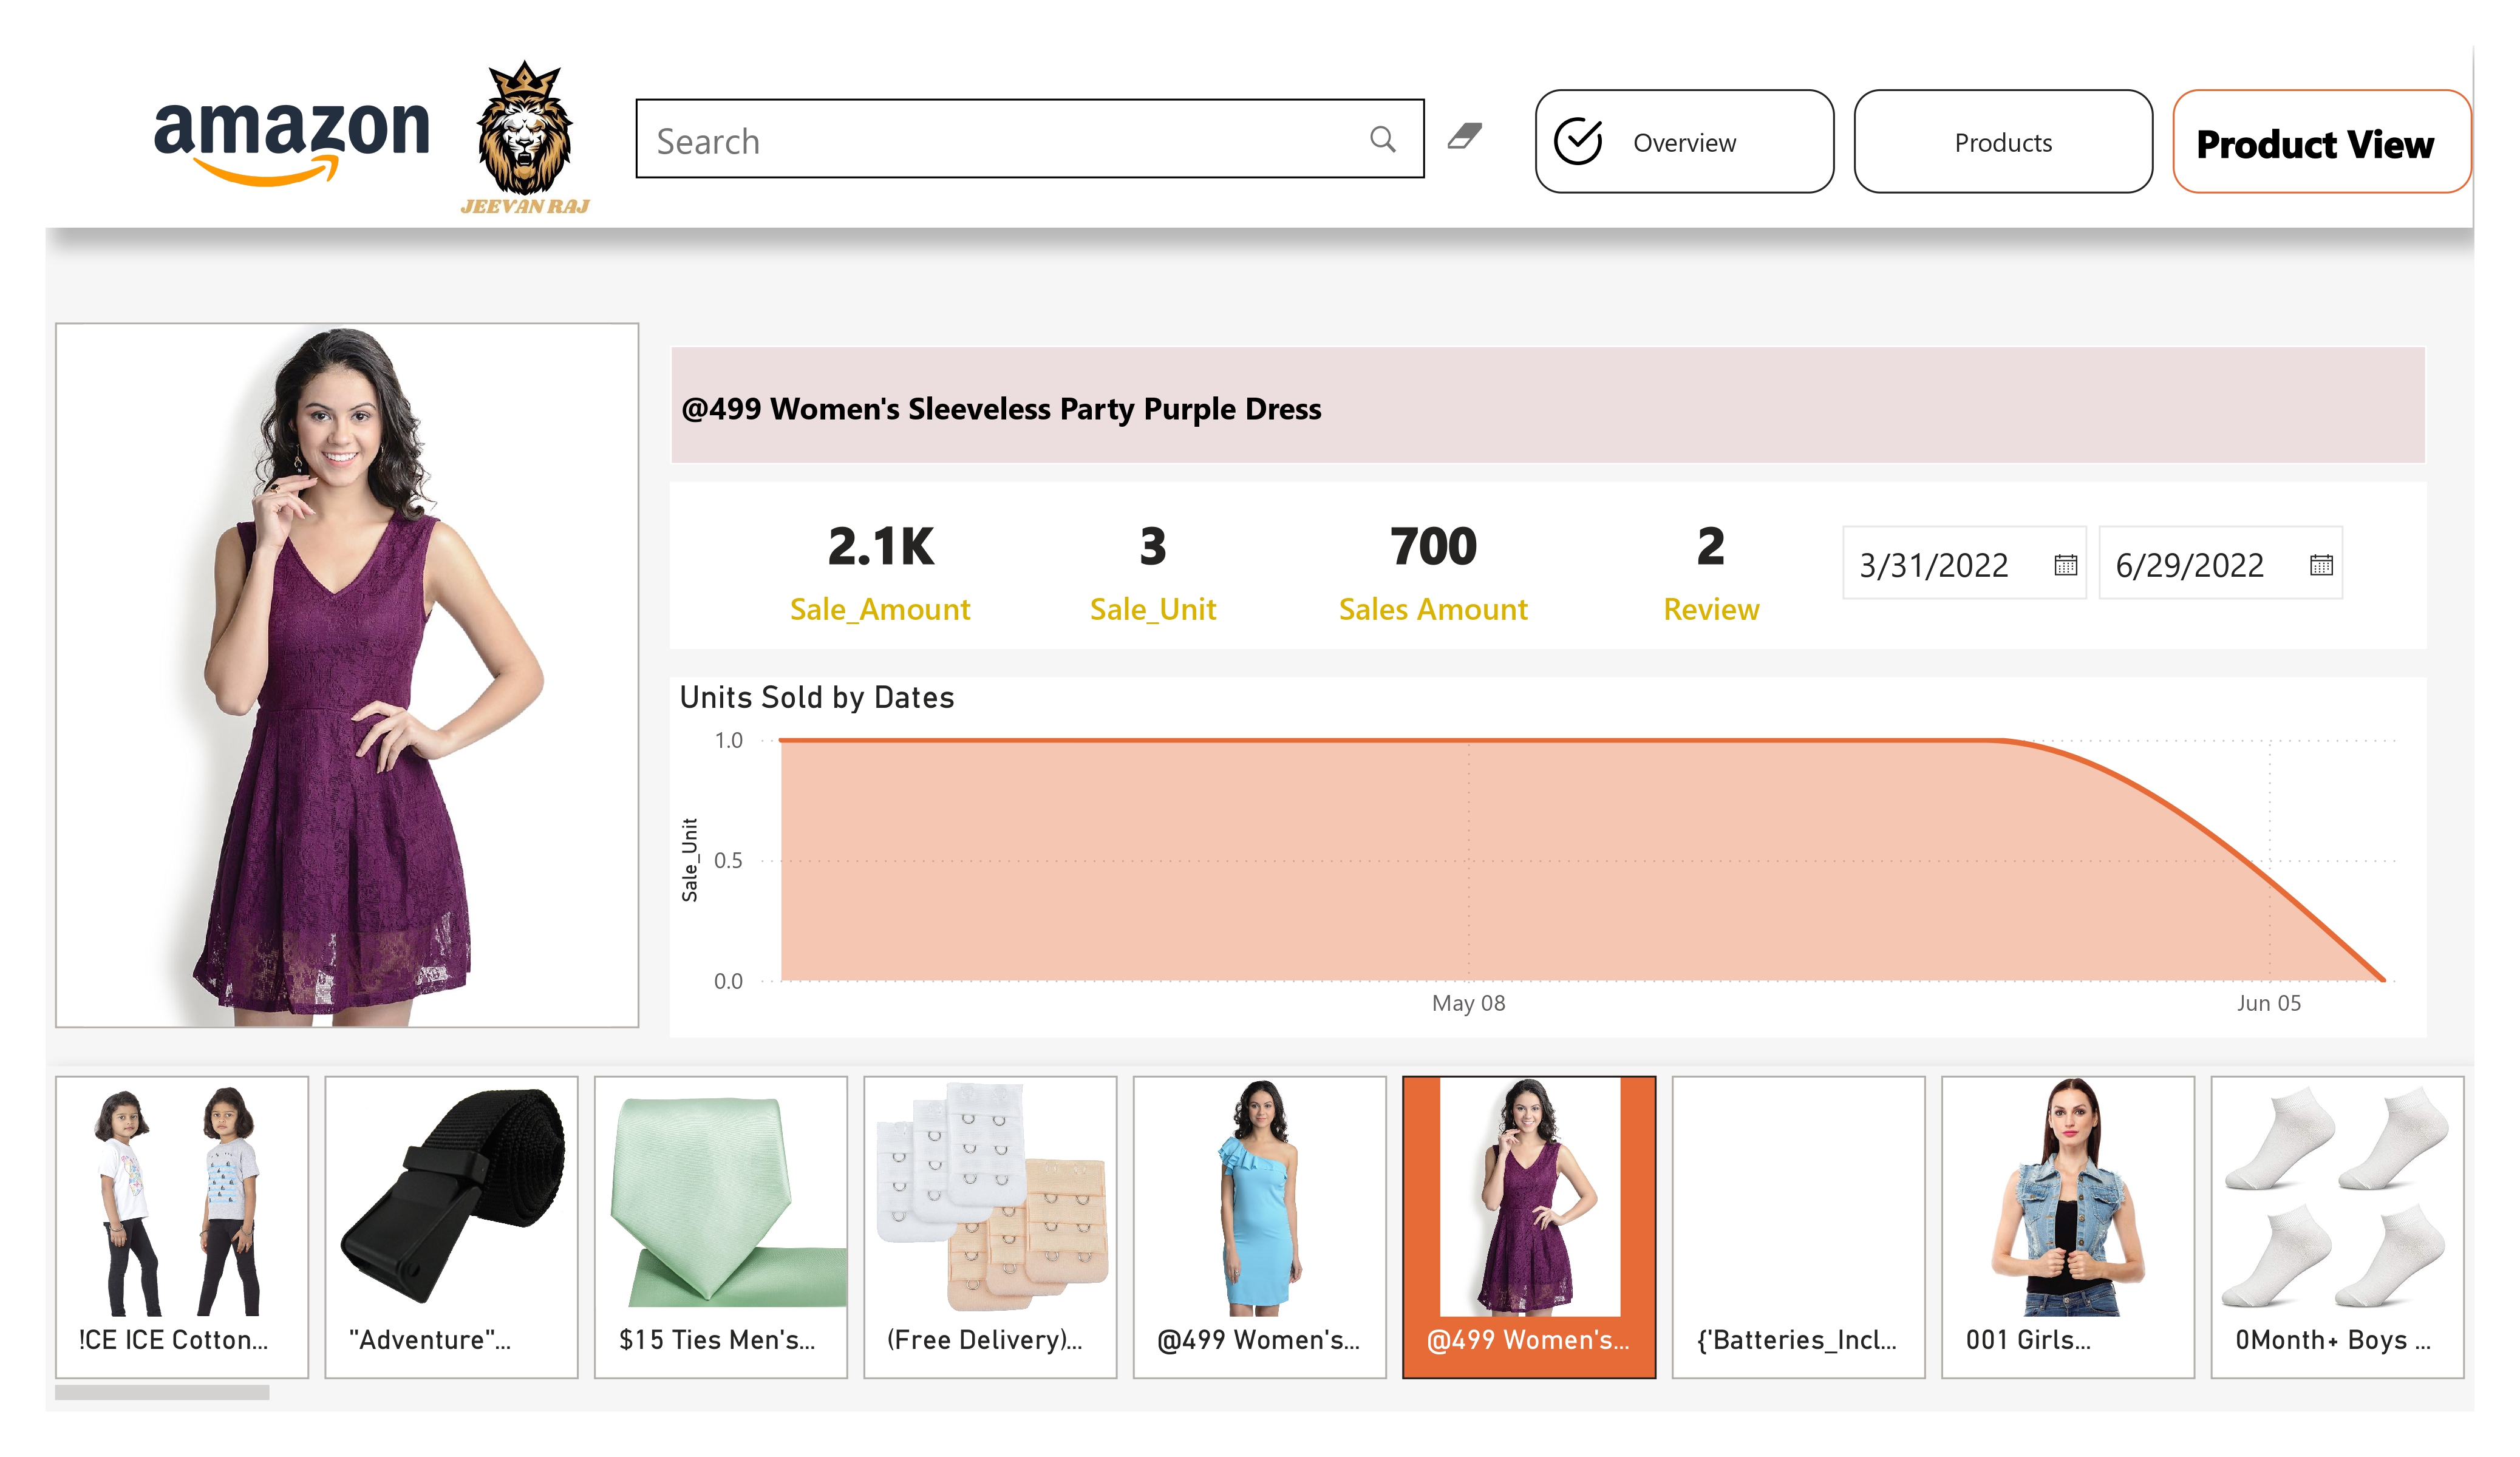 amazon
JEEVAN RAJ
Search
Overview
Products
Product View
@499 Women's Sleeveless Party Purple Dress
2.1K
Sale_Amount
3
Sale_Unit
700
Sales Amount
2
Review
3/31/2022
6/29/2022
Units Sold by Dates
Sale_Unit
1.0
0.5
0.0
May 08
Jun 05
!CE ICE Cotton...
"Adventure"...
$15 Ties Men's...
(Free Delivery)...
@499 Women's...
@499 Women's...
{'Batteries_Incl...
001 Girls...
0Month+ Boys ...